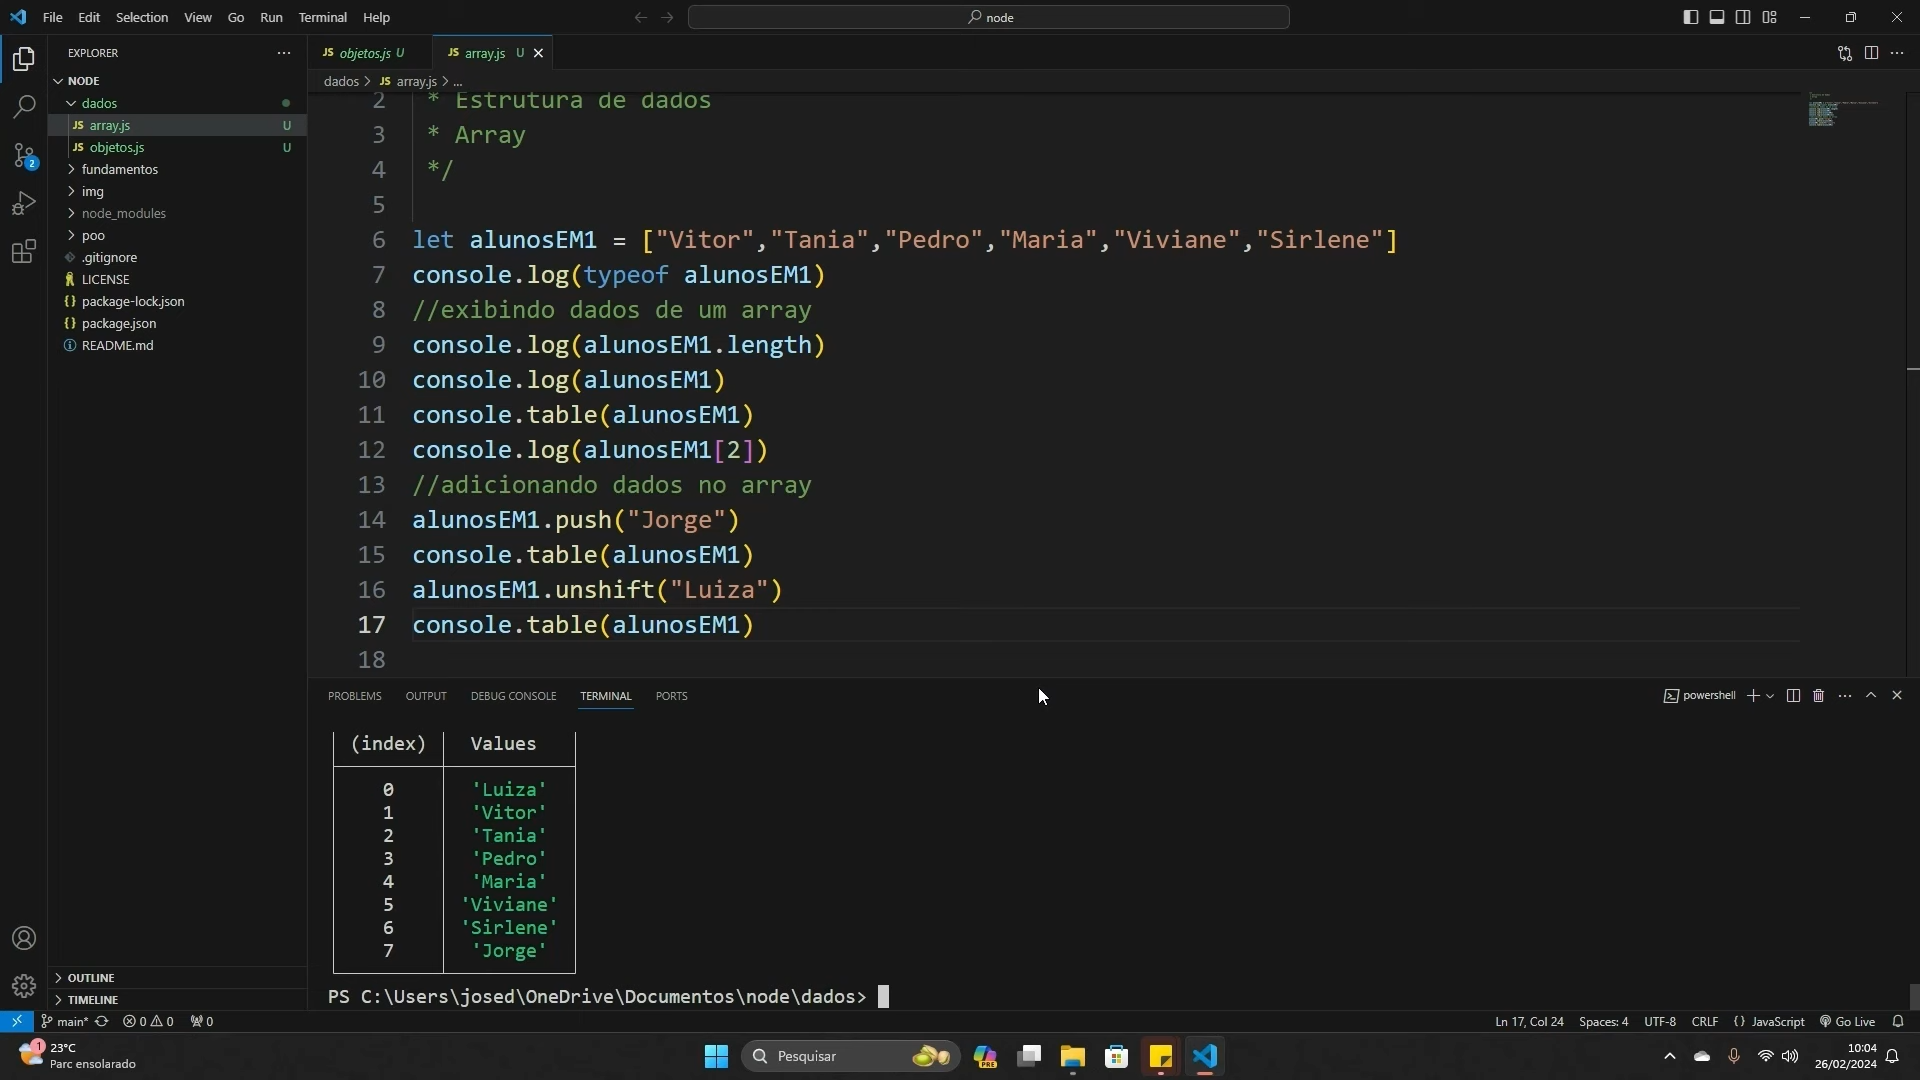 File Edit Selection View Go Run Terminal Help
node
EXPLORER
NODE
dados
JS array.js U
JS objetos.js U
fundamentos
img
node_modules
poo
.gitignore
LICENSE
{} package-lock.json
{} package.json
README.md
OUTLINE
TIMELINE
2
JS objetos.js U
JS array.js U
dados > JS array.js > ...
2 * Estrutura de dados
3 * Array
4 */
5
6 let alunosEM1 = ["Vitor","Tania","Pedro","Maria","Viviane","Sirlene"]
7 console.log(typeof alunosEM1)
8 //exibindo dados de um array
9 console.log(alunosEM1.length)
10 console.log(alunosEM1)
11 console.table(alunosEM1)
12 console.log(alunosEM1[2])
13 //adicionando dados no array
14 alunosEM1.push("Jorge")
15 console.table(alunosEM1)
16 alunosEM1.unshift("Luiza")
17 console.table(alunosEM1)
18
PROBLEMS OUTPUT DEBUG CONSOLE TERMINAL PORTS
powershell
(index) Values
0 'Luiza'
1 'Vitor'
2 'Tania'
3 'Pedro'
4 'Maria'
5 'Viviane'
6 'Sirlene'
7 'Jorge'
PS C:\Users\josed\OneDrive\Documentos\node\dados>
main* 0 0 0
Ln 17, Col 24 Spaces: 4 UTF-8 CRLF {} JavaScript Go Live
1
23°C
Parc ensolarado
Pesquisar
PRE
10:04
26/02/2024